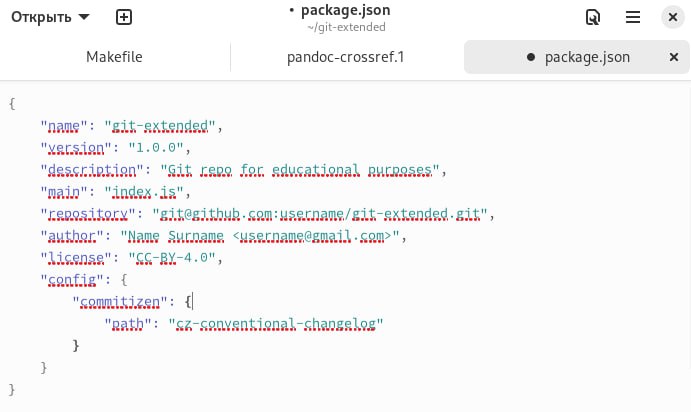 Открыть
• package.json
~/git-extended
Makefile
pandoc-crossref.1
● package.json
{
    "name": "git-extended",
    "version": "1.0.0",
    "description": "Git repo for educational purposes",
    "main": "index.js",
    "repository": "git@github.com:username/git-extended.git",
    "author": "Name Surname <username@gmail.com>",
    "license": "CC-BY-4.0",
    "config": {
        "commitizen": {
            "path": "cz-conventional-changelog"
        }
    }
}